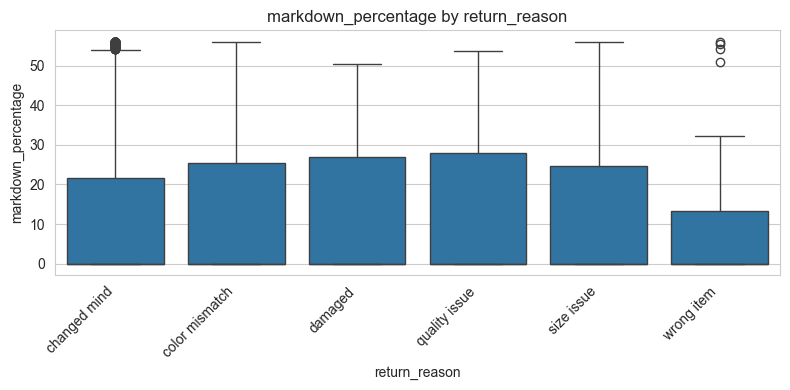 markdown_percentage by return_reason
markdown_percentage
50
40
30
20
10
0
changed mind
color mismatch
damaged
quality issue
size issue
wrong item
return_reason